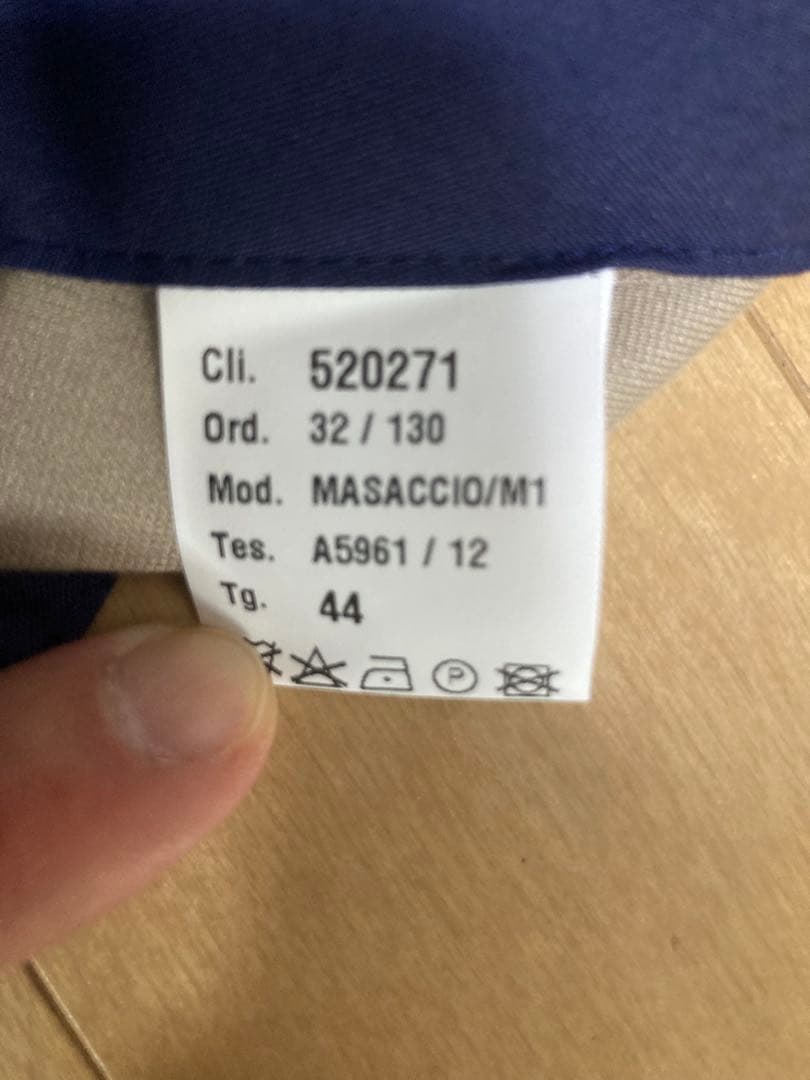 Cli. 520271
Ord. 32 / 130
Mod. MASACCIO/M1
Tes. A5961 / 12
Tg. 44
P